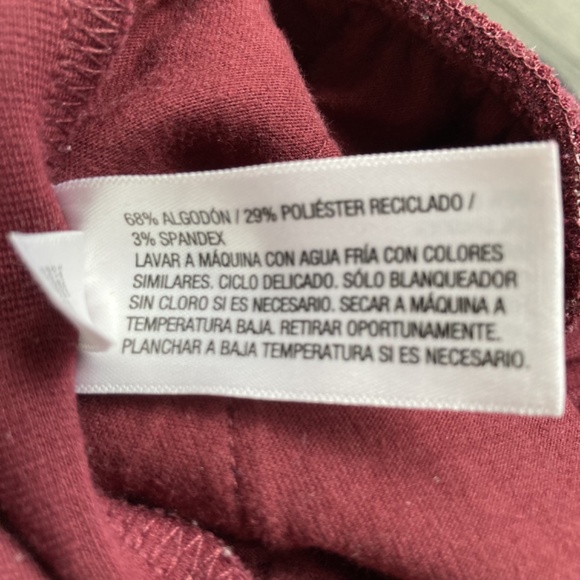 68% ALGODÓN / 29% POLIÉSTER RECICLADO /
3% SPANDEX
LAVAR A MÁQUINA CON AGUA FRÍA CON COLORES
SIMILARES. CICLO DELICADO. SÓLO BLANQUEADOR
SIN CLORO SI ES NECESARIO. SECAR A MÁQUINA A
TEMPERATURA BAJA. RETIRAR OPORTUNAMENTE.
PLANCHAR A BAJA TEMPERATURA SI ES NECESARIO.